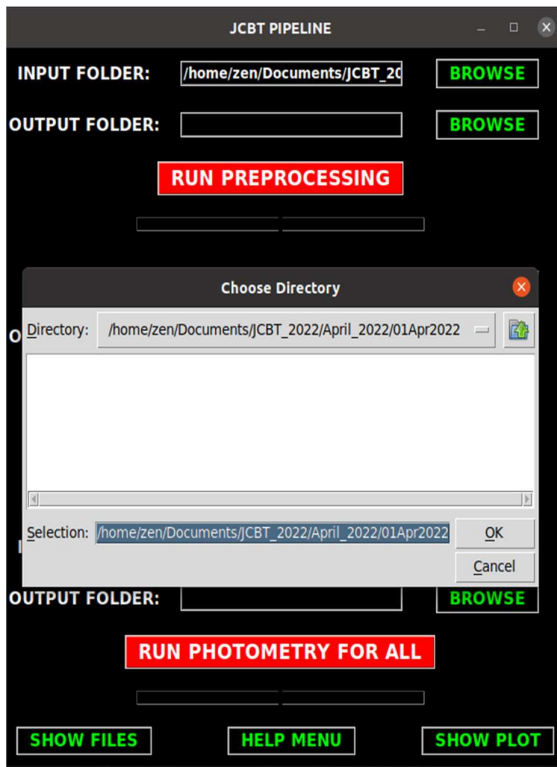 JCBT PIPELINE
INPUT FOLDER: /home/zen/Documents/JCBT_20 BROWSE
OUTPUT FOLDER: BROWSE
RUN PREPROCESSING
Choose Directory
Directory: /home/zen/Documents/JCBT_2022/April_2022/01Apr2022
Selection: /home/zen/Documents/JCBT_2022/April_2022/01Apr2022 OK
Cancel
OUTPUT FOLDER: BROWSE
RUN PHOTOMETRY FOR ALL
SHOW FILES HELP MENU SHOW PLOT